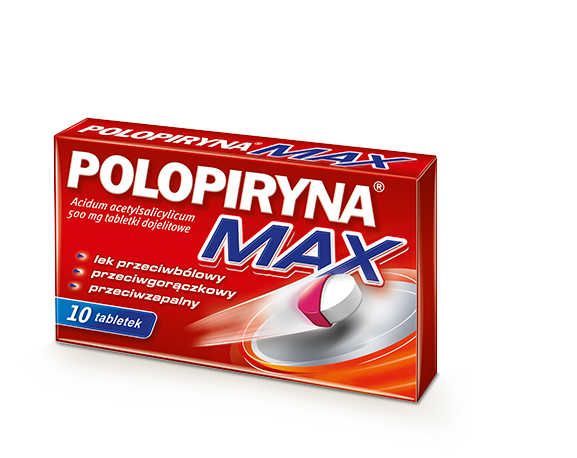 POLOPIRYNA® MAX
POLOPIRYNA®
MAX
Acidum acetylsalicylicum
500 mg tabletki dojelitowe
lek przeciwbólowy
przeciwgorączkowy
przeciwzapalny
10 tabletek